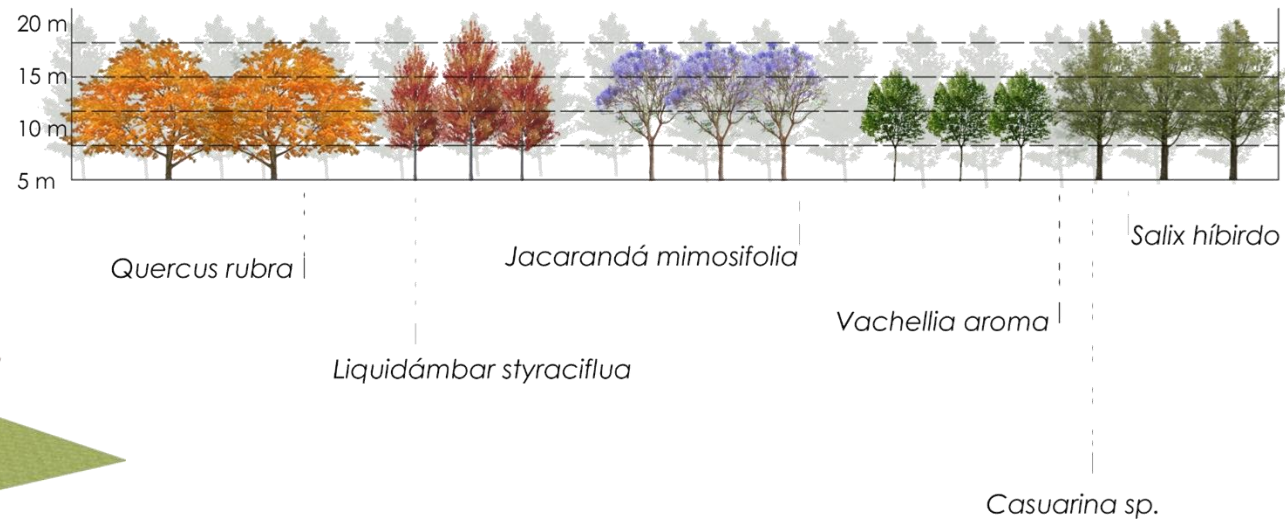 20 m
15 m
10 m
5 m
Salix híbirdo
Jacarandá mimosifolia
Quercus rubra
Vachellia aroma
Liquidámbar styraciflua
Casuarina sp.